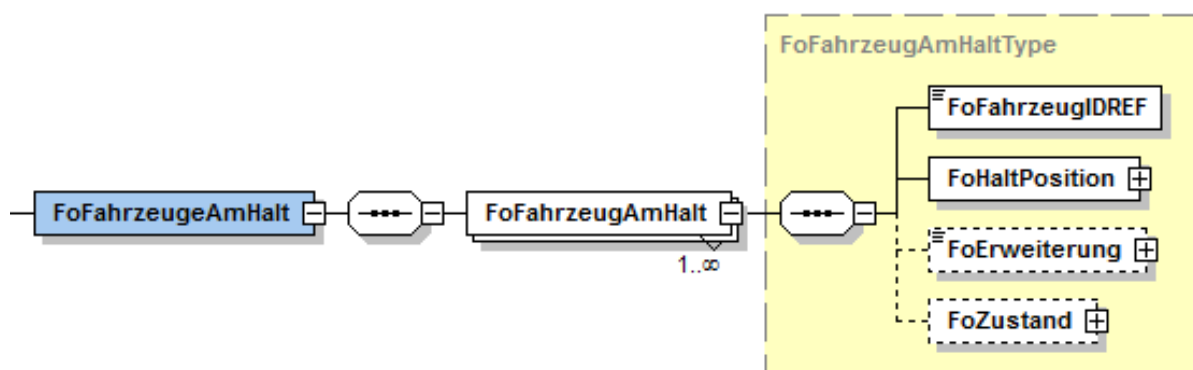 FoFahrzeugAmHaltType
FoFahrzeugIDREF
FoHaltPosition
FoFahrzeugeAmHalt
FoFahrzeugAmHalt
1..∞
FoErweiterung
FoZustand